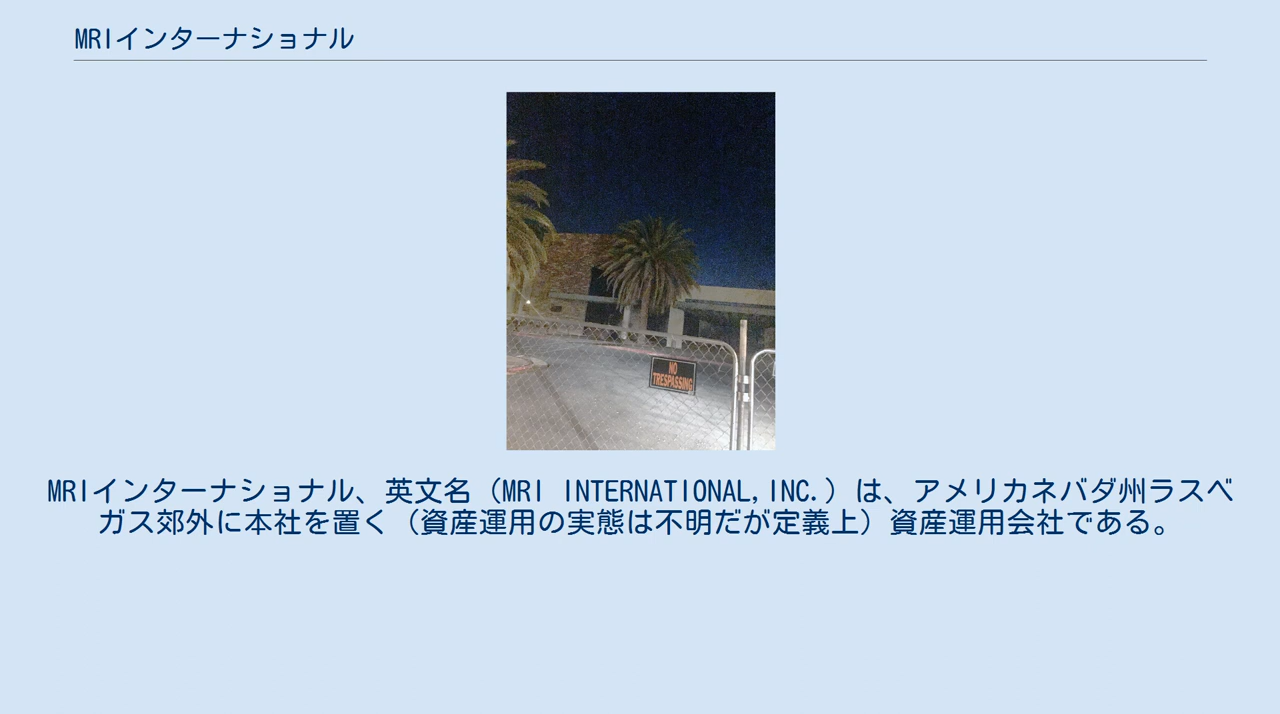 MRIインターナショナル
NO
TRESPASSING
MRIインターナショナル、英文名（MRI INTERNATIONAL,INC.）は、アメリカネバダ州ラスベ
ガス郊外に本社を置く（資産運用の実態は不明だが定義上）資産運用会社である。